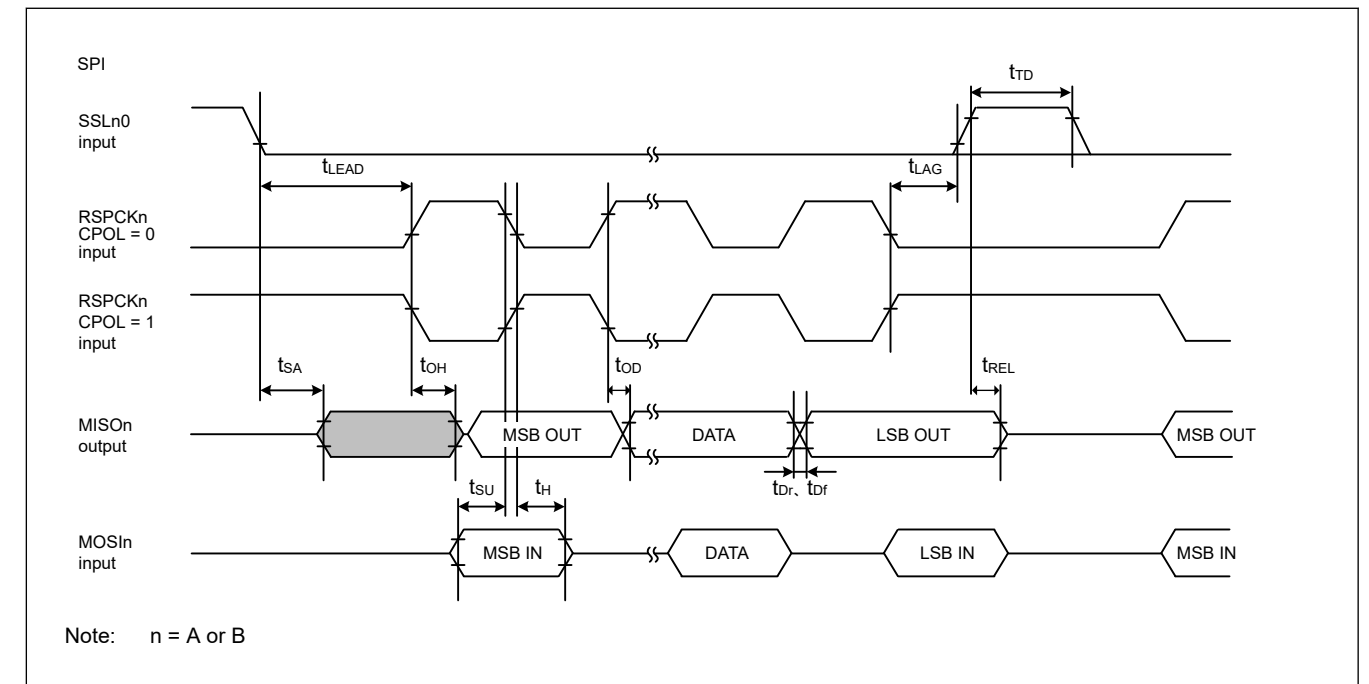 SPI
tTD
SSLn0
input
tLEAD
tLAG
RSPCKn
CPOL = 0
input
RSPCKn
CPOL = 1
input
tSA
tOH
tOD
tREL
MISOn
output
MSB OUT
DATA
LSB OUT
MSB OUT
tSU
tH
tDr、tDf
MOSIn
input
MSB IN
DATA
LSB IN
MSB IN
Note: n = A or B